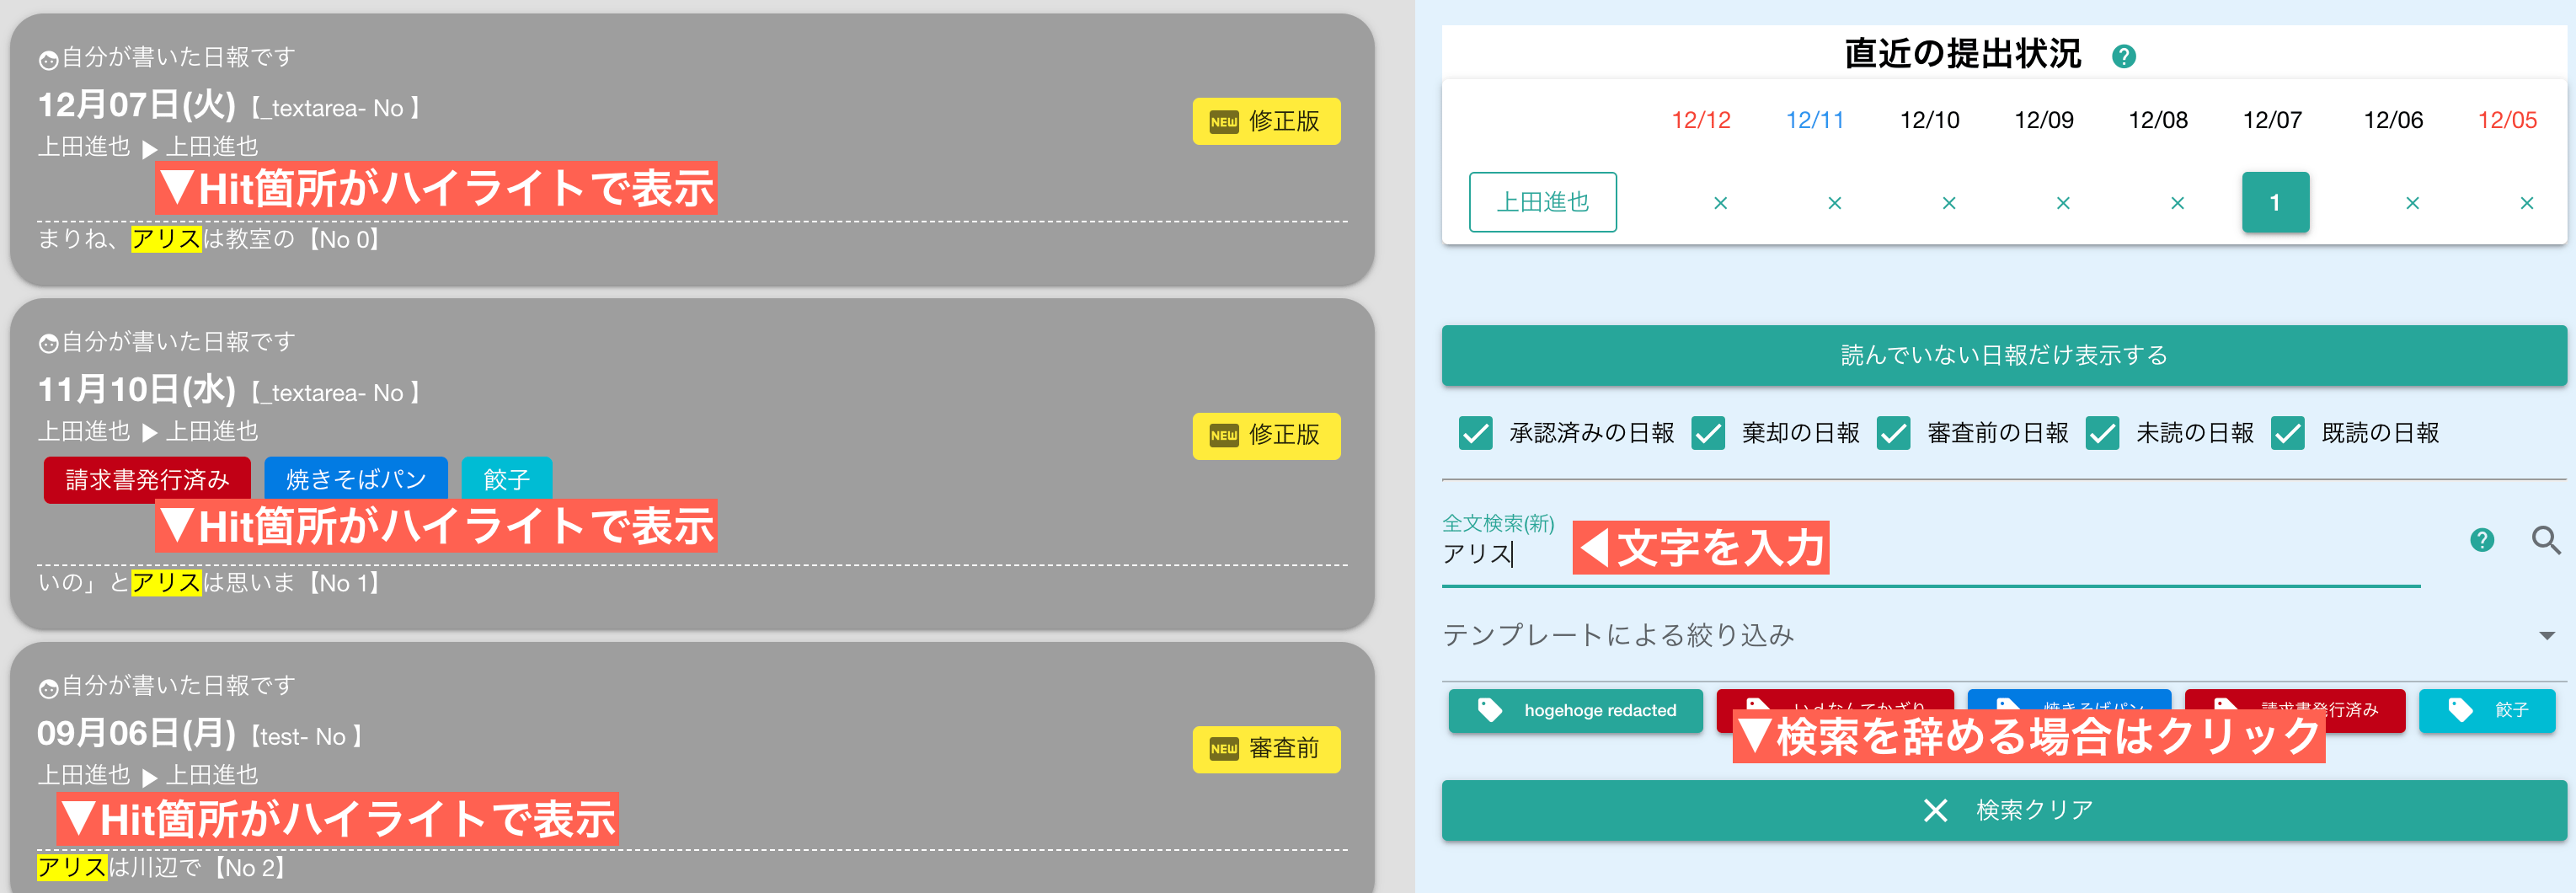 自分が書いた日報です
12月07日(火)【_textarea- No 】
上田進也 ▶ 上田進也
NEW 修正版
▼Hit箇所がハイライトで表示
まりね、アリスは教室の【No 0】
自分が書いた日報です
11月10日(水)【_textarea- No 】
上田進也 ▶ 上田進也
NEW 修正版
請求書発行済み 焼きそばパン 餃子
▼Hit箇所がハイライトで表示
いの」とアリスは思いま【No 1】
自分が書いた日報です
09月06日(月)【test- No 】
上田進也 ▶ 上田進也
NEW 審査前
▼Hit箇所がハイライトで表示
アリスは川辺で【No 2】
直近の提出状況 ?
12/12 12/11 12/10 12/09 12/08 12/07 12/06 12/05
上田進也 × × × × × 1 × ×
読んでいない日報だけ表示する
承認済みの日報 棄却の日報 審査前の日報 未読の日報 既読の日報
全文検索(新)
アリス
◀文字を入力
?
テンプレートによる絞り込み
hogehoge redacted 焼きそばパン 請求書発行済み 餃子
▼検索を辞める場合はクリック
× 検索クリア